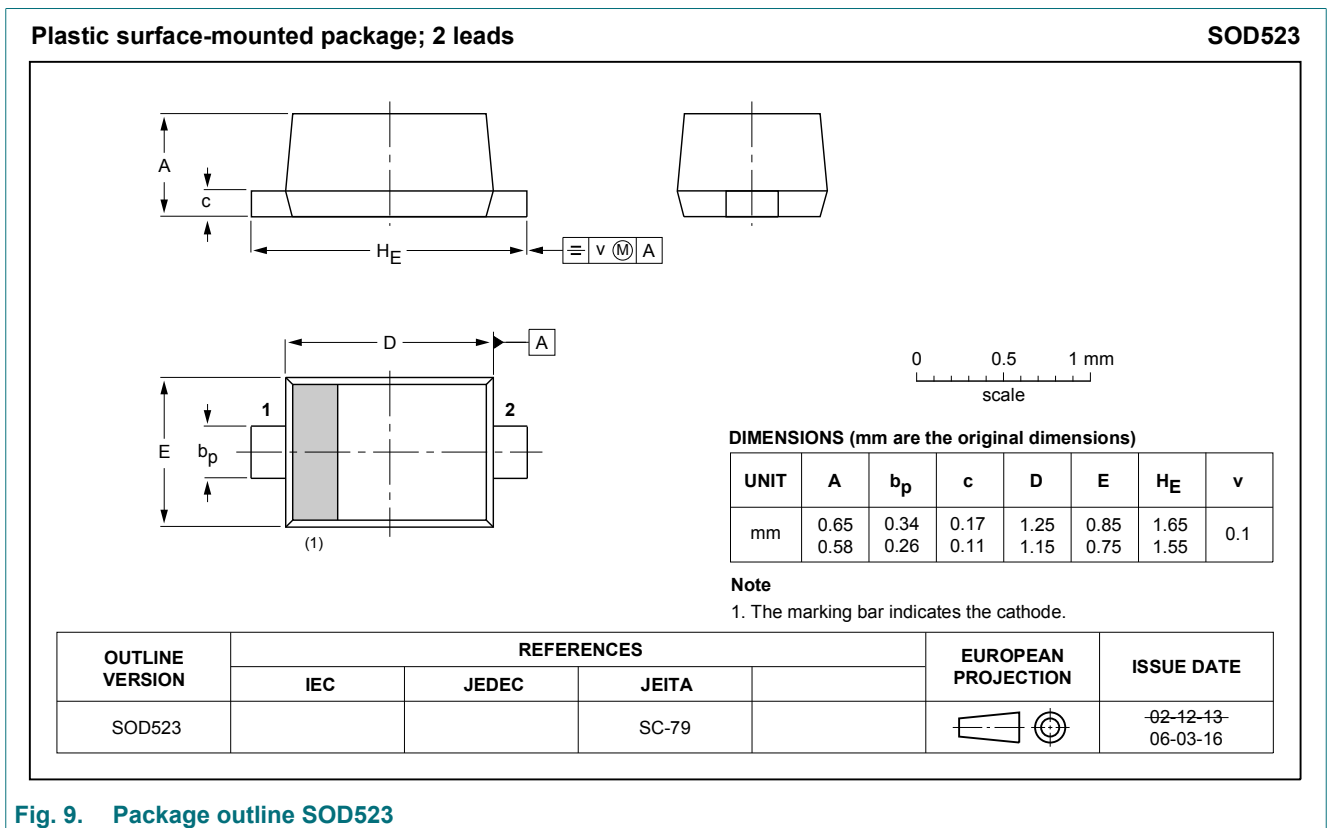 Plastic surface-mounted package; 2 leads SOD523
A
c
HE
v M A
D
A
1
2
E
bp
(1)
0 0.5 1 mm
scale
DIMENSIONS (mm are the original dimensions)
UNIT A bp c D E HE v
mm 0.65 0.34 0.17 1.25 0.85 1.65 0.1
0.58 0.26 0.11 1.15 0.75 1.55
Note
1. The marking bar indicates the cathode.
OUTLINE VERSION REFERENCES EUROPEAN PROJECTION ISSUE DATE
IEC JEDEC JEITA
SOD523 SC-79 02-12-13
06-03-16
Fig. 9. Package outline SOD523